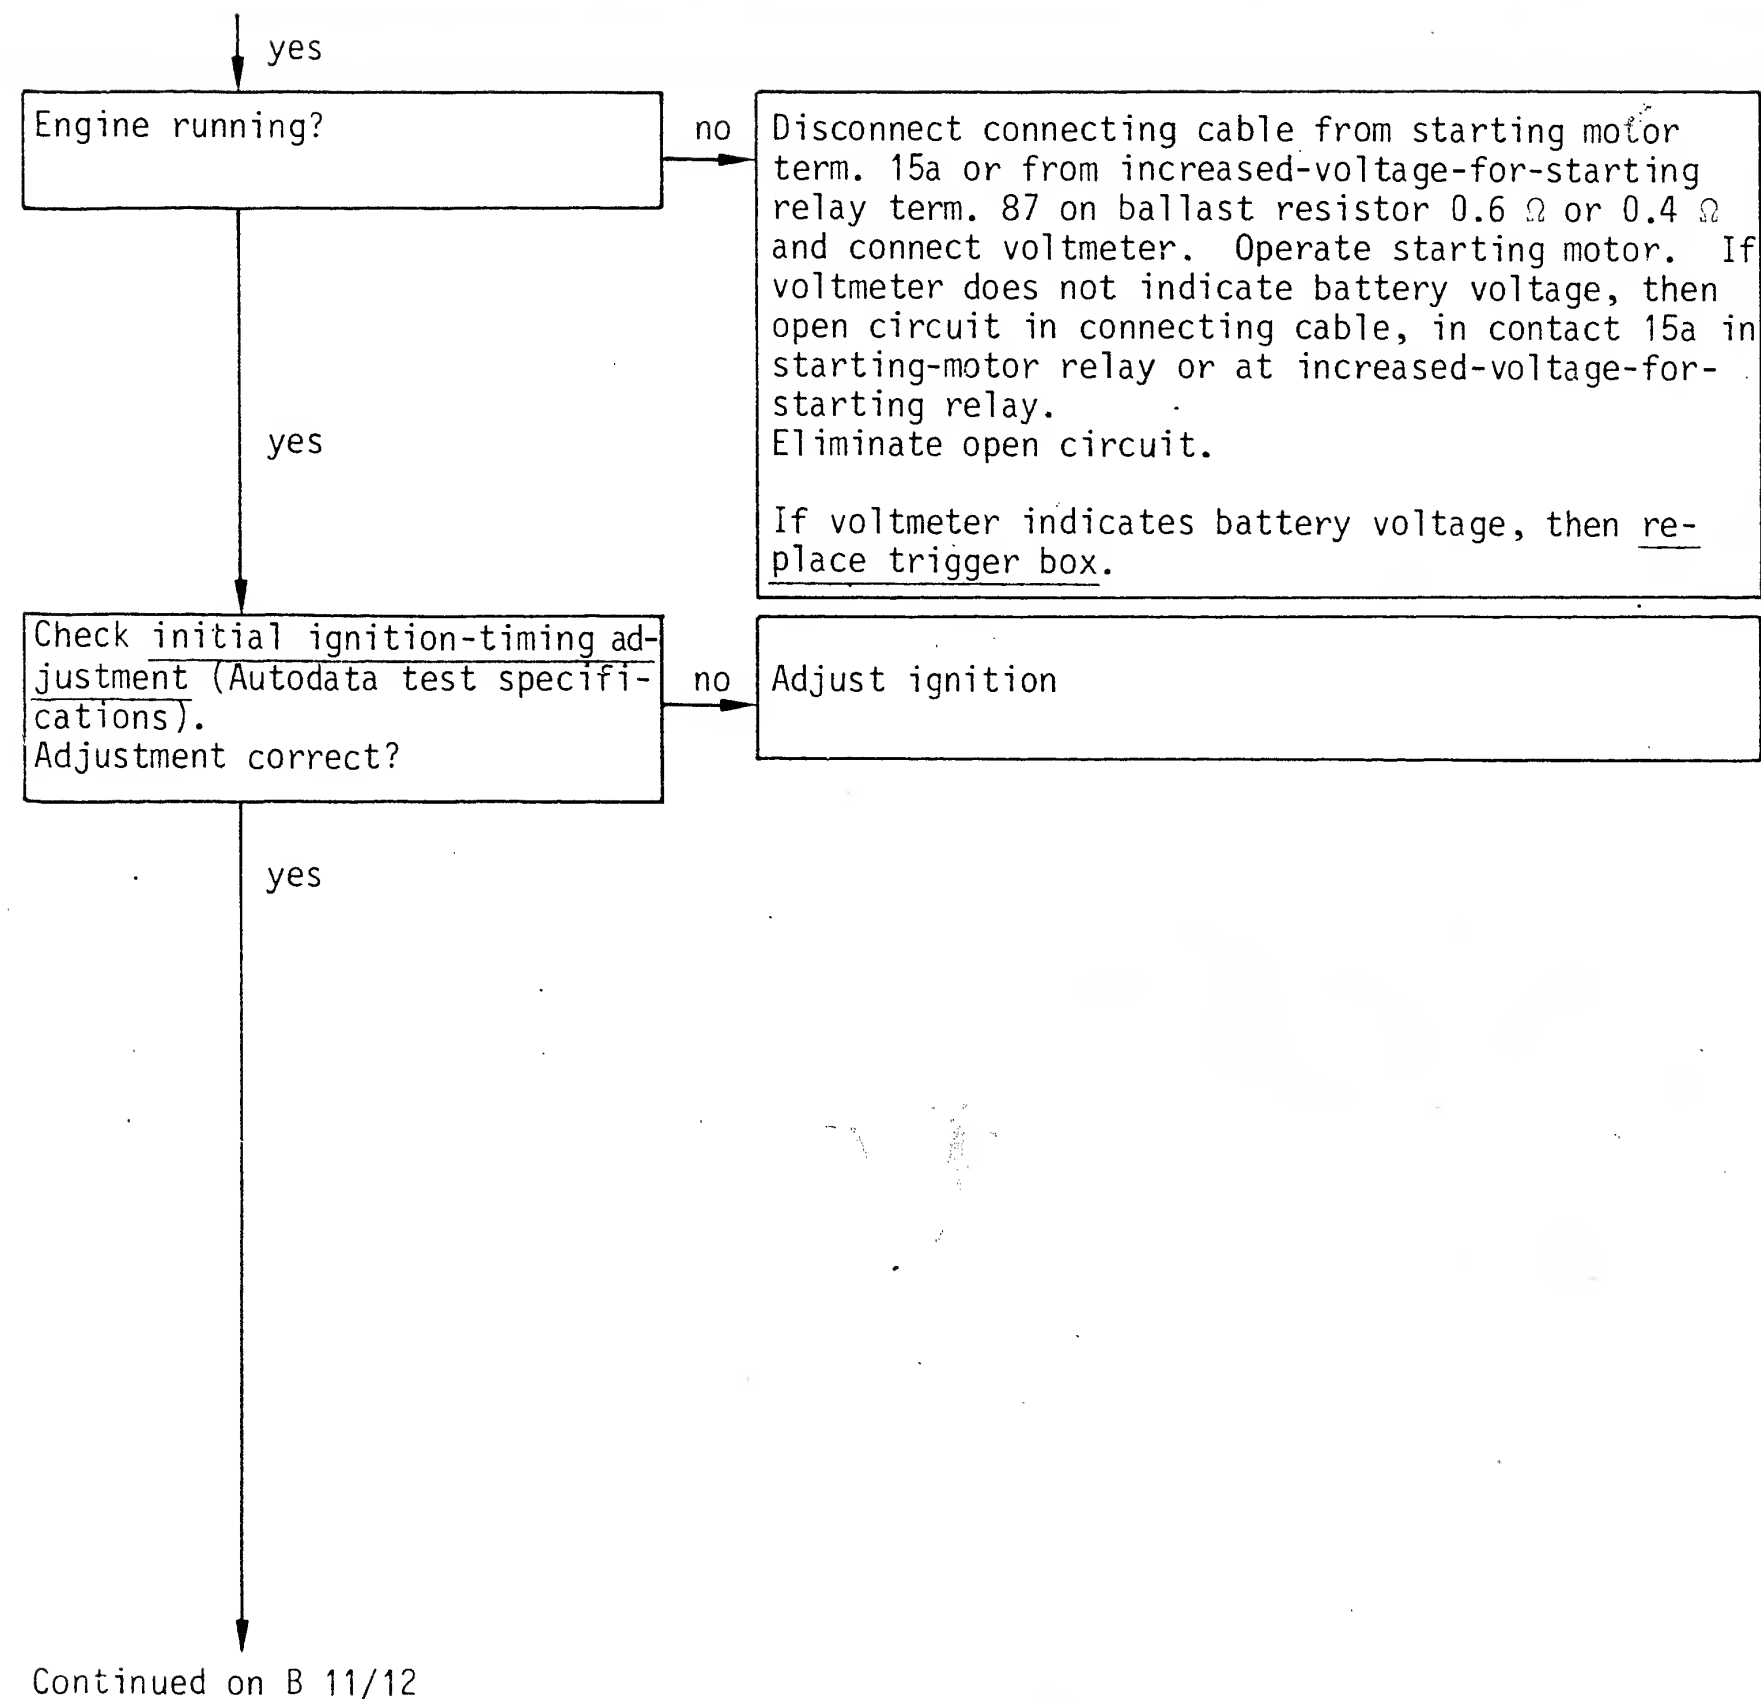 yes
Engine running?
no
Disconnect connecting cable from starting motor
term. 15a or from increased-voltage-for-starting
relay term. 87 on ballast resistor 0.6 Ω or 0.4 Ω
and connect voltmeter. Operate starting motor. If
voltmeter does not indicate battery voltage, then
open circuit in connecting cable, in contact 15a in
starting-motor relay or at increased-voltage-for-
starting relay.
Eliminate open circuit.
If voltmeter indicates battery voltage, then re-
place trigger box.
yes
Check initial ignition-timing ad-
justment (Autodata test specifi-
cations).
Adjustment correct?
no
Adjust ignition
yes
Continued on B 11/12